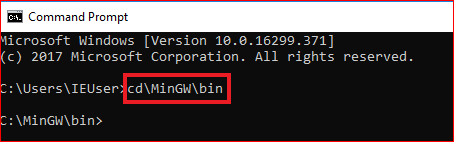 Command Prompt
Microsoft Windows [Version 10.0.16299.371]
(c) 2017 Microsoft Corporation. All rights reserved.
C:\Users\IEUser>cd\MinGW\bin
C:\MinGW\bin>